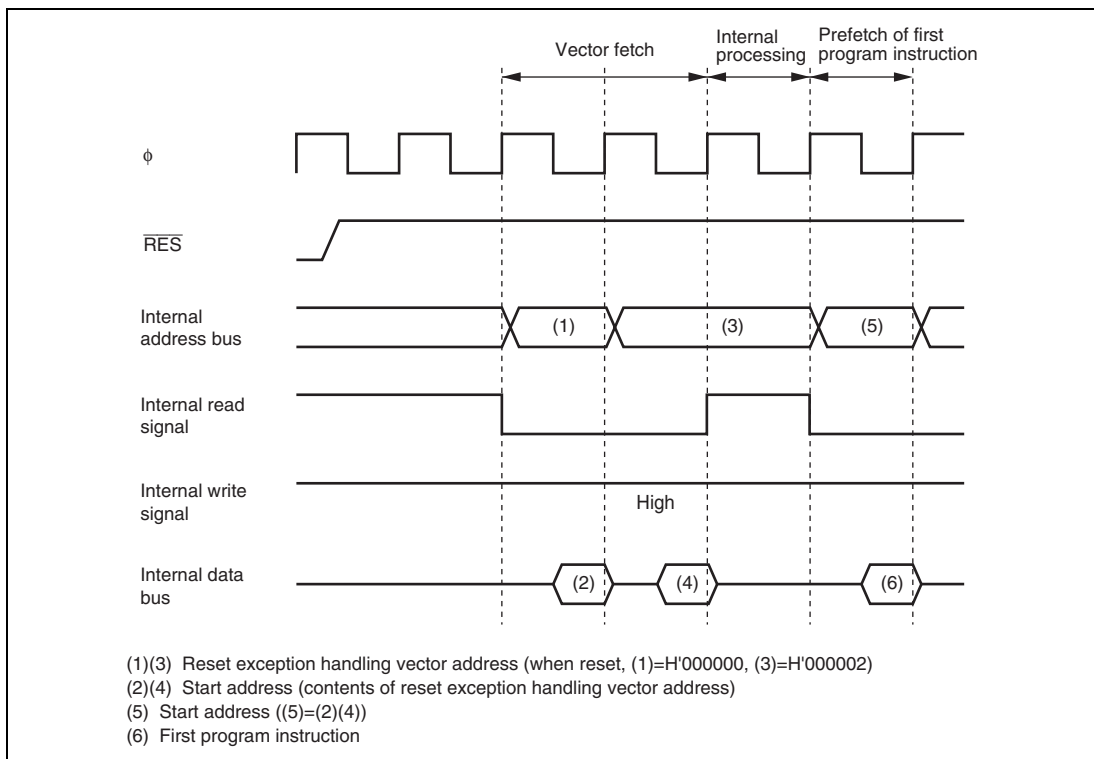 Vector fetch
Internal
processing
Prefetch of first
program instruction
ϕ
RES
Internal
address bus
(1)
(3)
(5)
Internal read
signal
Internal write
signal
High
Internal data
bus
(2)
(4)
(6)
(1)(3) Reset exception handling vector address (when reset, (1)=H'000000, (3)=H'000002)
(2)(4) Start address (contents of reset exception handling vector address)
(5) Start address ((5)=(2)(4))
(6) First program instruction